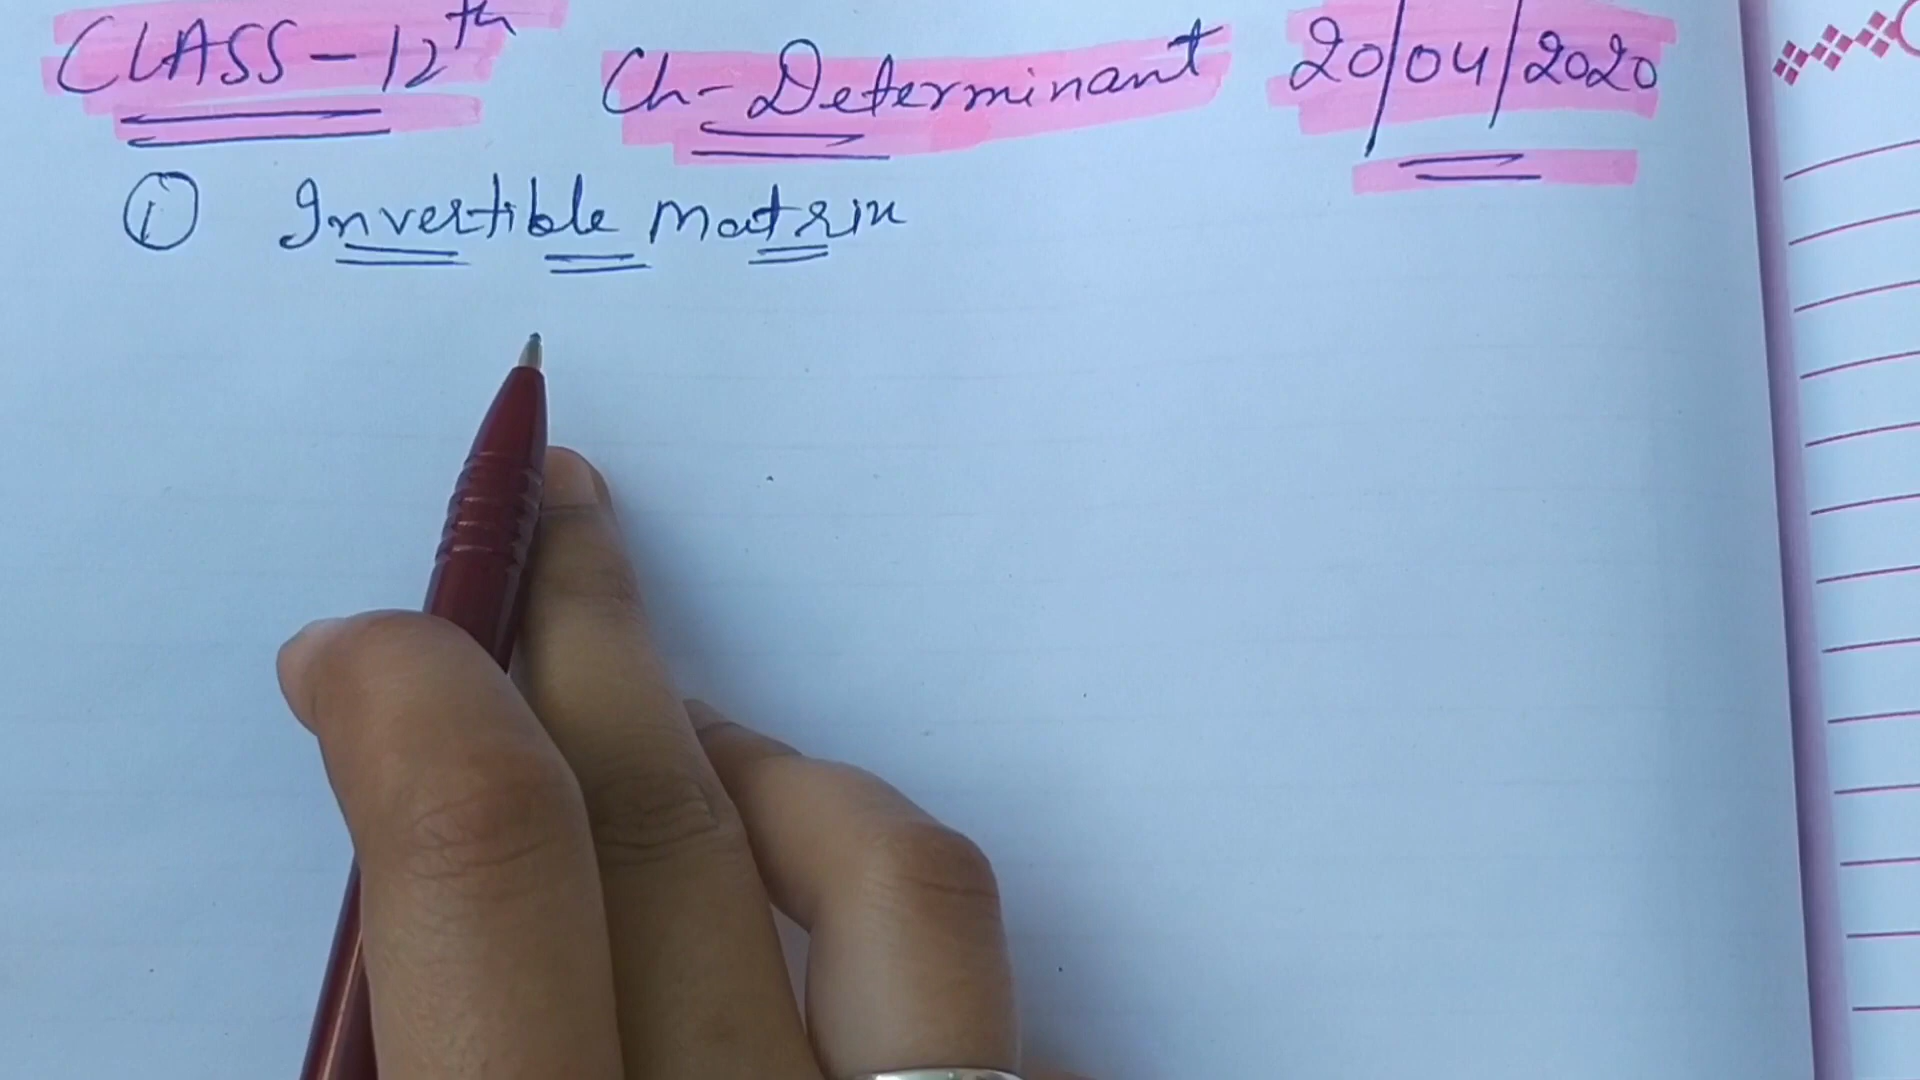 CLASS-12th Ch-Determinant 20/04/2020
① Invertible Matrix